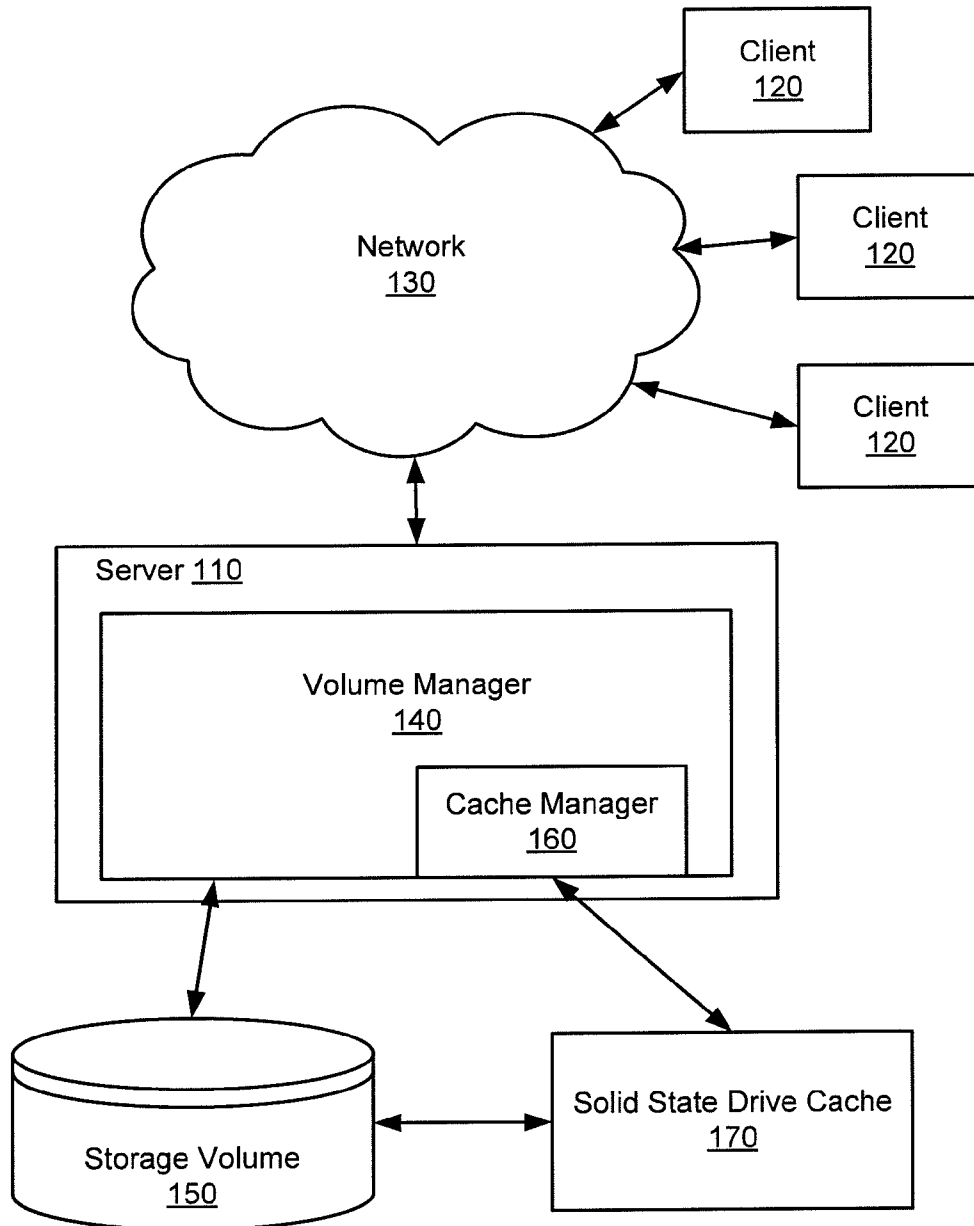 Client
120
Client
120
Network
130
Client
120
Server 110
Volume Manager
140
Cache Manager
160
Solid State Drive Cache
170
Storage Volume
150